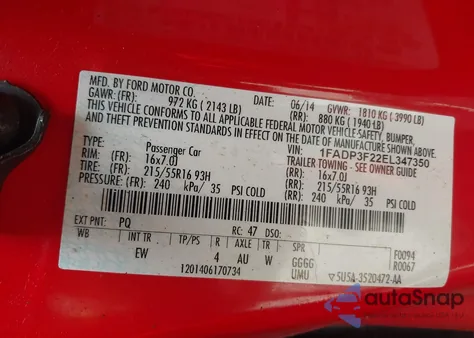 MFD. BY FORD MOTOR CO. DATE: 06/14 GVWR: 1810 KG ( 3990 LB)
GAWR: (FR): 972 KG ( 2143 LB) (RR): 880 KG ( 1940 LB)
THIS VEHICLE CONFORMS TO ALL APPLICABLE FEDERAL MOTOR VEHICLE SAFETY, BUMPER,
AND THEFT PREVENTION STANDARDS IN EFFECT ON THE DATE OF MANUFACTURE SHOWN ABOVE.
VIN: 1FADP3F22EL347350
TYPE: Passenger Car TRAILER TOWING - SEE OWNER GUIDE
RIM: (FR): 16x7.0J (RR): 16x7.0J
TIRE: (FR): 215/55R16 93H (RR): 215/55R16 93H
PRESSURE: (FR): 240 kPa/ 35 PSI COLD (RR): 240 kPa/ 35 PSI COLD
EXT PNT: PQ RC: 47 DSO:
WB INT TR TP/PS R AXLE TR SPR F0094
EW 4 AU W GGGG R0067
UMU
1201406170734 5U5A-3520472-AA
autoSnap